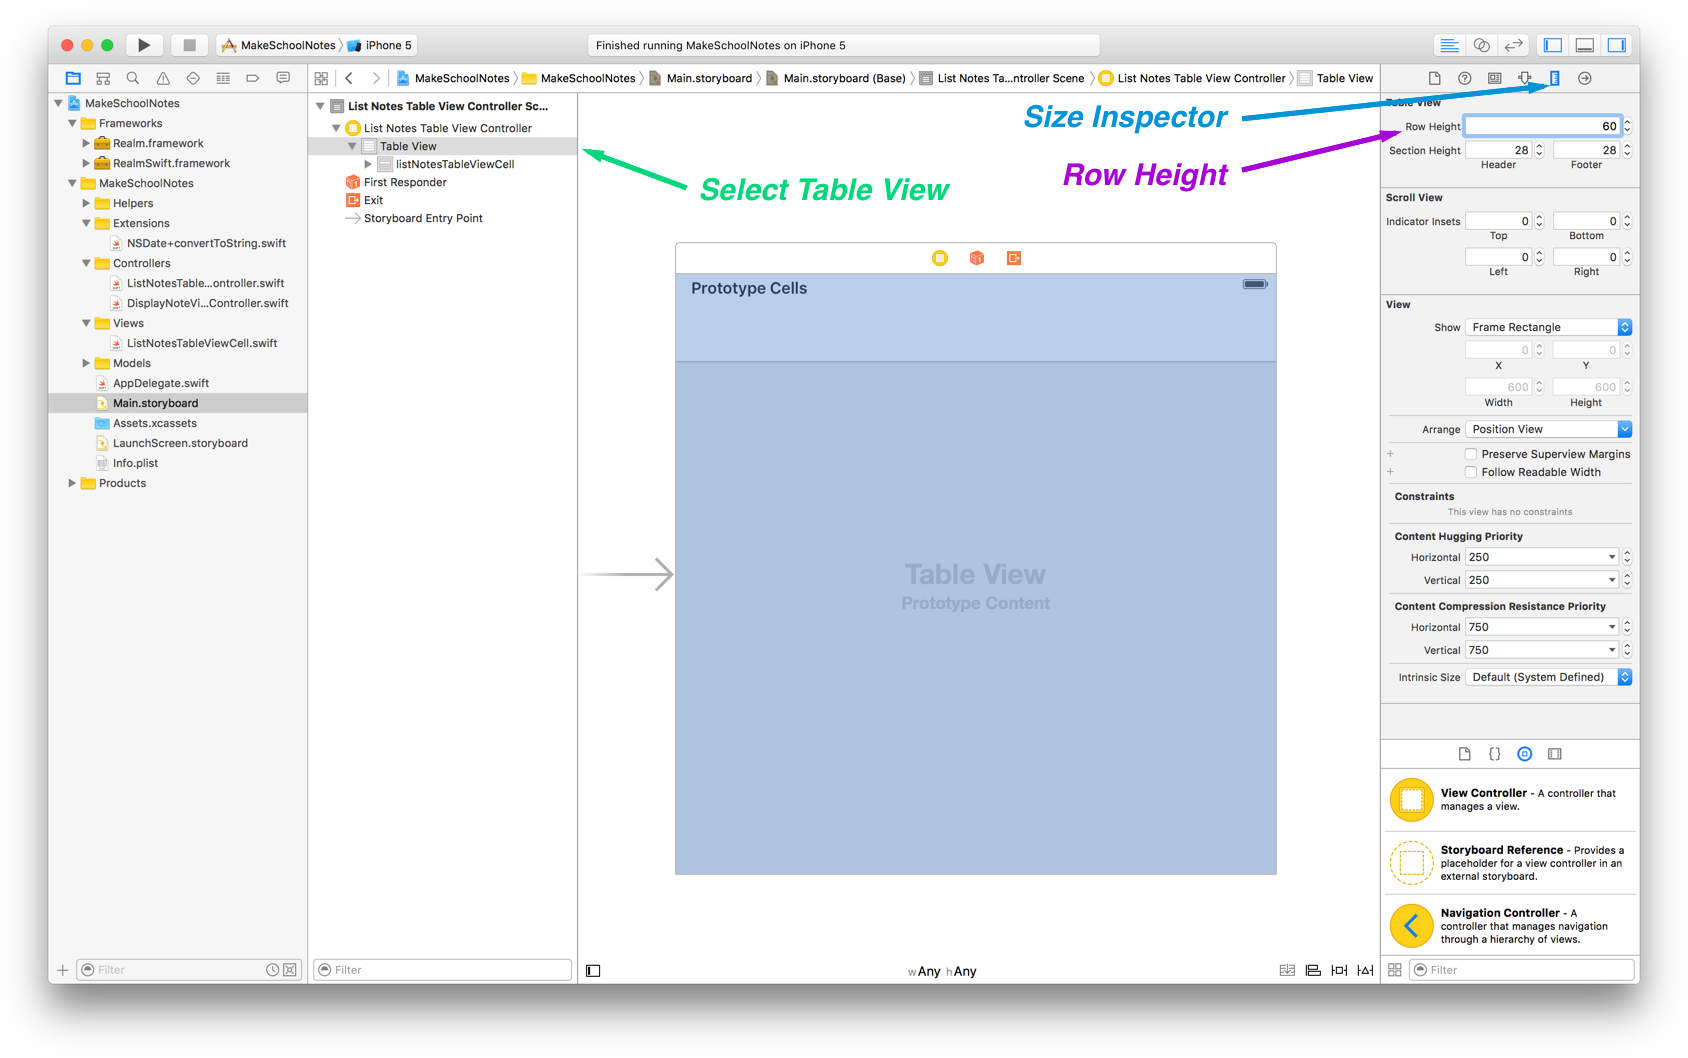 MakeSchoolNotes iPhone 5
Finished running MakeSchoolNotes on iPhone 5
MakeSchoolNotes MakeSchoolNotes Main.storyboard Main.storyboard (Base) List Notes Ta...ntroller Scene List Notes Table View Controller Table View
MakeSchoolNotes
Frameworks
Realm.framework
RealmSwift.framework
MakeSchoolNotes
Helpers
Extensions
NSDate+convertToString.swift
Controllers
ListNotesTable...ontroller.swift
DisplayNoteVi...Controller.swift
Views
ListNotesTableViewCell.swift
Models
AppDelegate.swift
Main.storyboard
Assets.xcassets
LaunchScreen.storyboard
Info.plist
Products
Filter
List Notes Table View Controller Sc...
List Notes Table View Controller
Table View
listNotesTableViewCell
First Responder
Exit
Storyboard Entry Point
Filter
Select Table View
Size Inspector
Row Height
Prototype Cells
Table View
Prototype Content
wAny hAny
Table View
Row Height 60
Section Height 28 28
Header Footer
Scroll View
Indicator Insets 0 0
Top Bottom
0 0
Left Right
View
Show Frame Rectangle
0 0
X Y
600 600
Width Height
Arrange Position View
+ Preserve Superview Margins
+ Follow Readable Width
Constraints
This view has no constraints
Content Hugging Priority
Horizontal 250
Vertical 250
Content Compression Resistance Priority
Horizontal 750
Vertical 750
Intrinsic Size Default (System Defined)
{}
View Controller - A controller that
manages a view.
Storyboard Reference - Provides a
placeholder for a view controller in an
external storyboard.
Navigation Controller - A
controller that manages navigation
through a hierarchy of views.
Filter